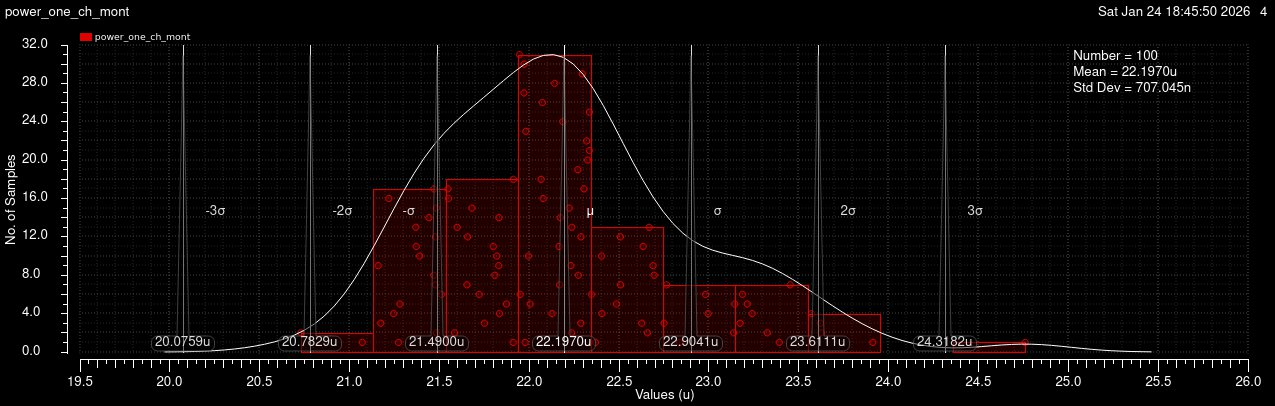 power_one_ch_mont
Sat Jan 24 18:45:50 2026 4
power_one_ch_mont
Number = 100
Mean = 22.1970u
Std Dev = 707.045n
No. of Samples
32.0
28.0
24.0
20.0
16.0
12.0
8.0
4.0
0.0
-3σ -2σ -σ μ σ 2σ 3σ
20.0759u 20.7829u 21.4900u 22.1970u 22.9041u 23.6111u 24.3182u
19.5 20.0 20.5 21.0 21.5 22.0 22.5 23.0 23.5 24.0 24.5 25.0 25.5 26.0
Values (u)